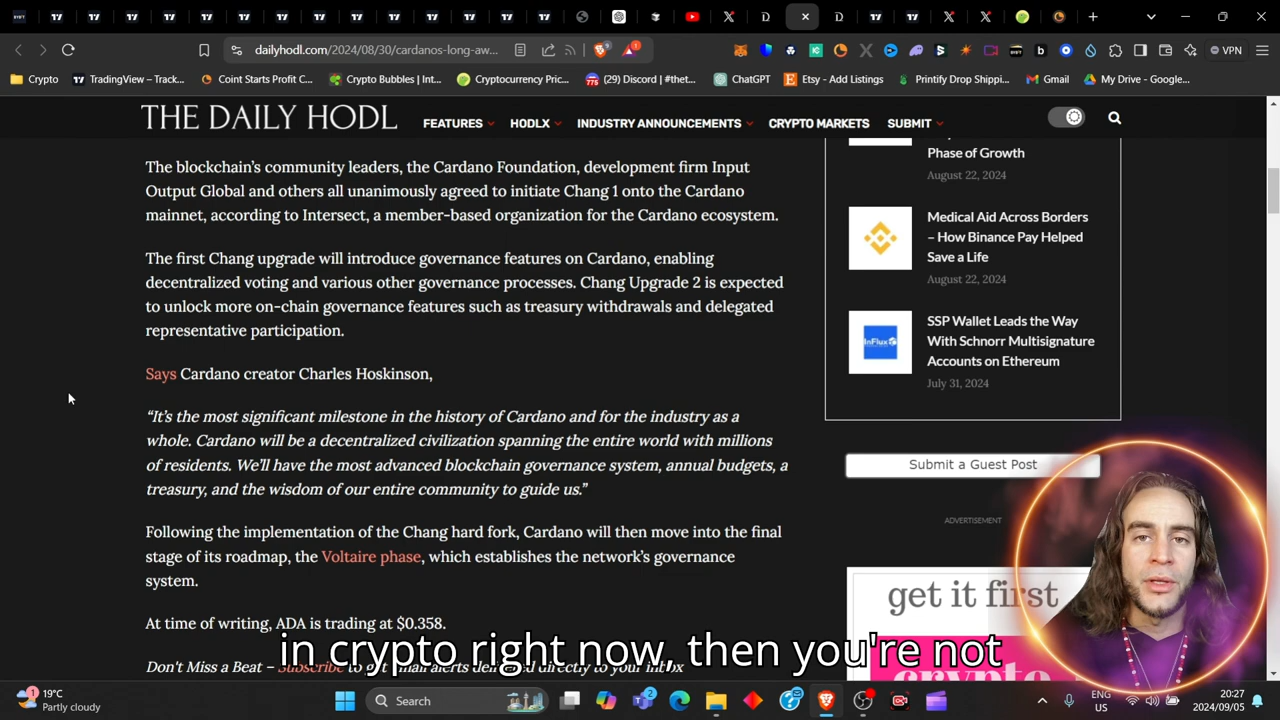 dailyhodl.com/2024/08/30/cardanos-long-aw...
VPN
Crypto
TradingView – Track...
Coint Starts Profit C...
Crypto Bubbles | Int...
Cryptocurrency Pric...
(29) Discord | #thet...
ChatGPT
Etsy - Add Listings
Printify Drop Shippi...
Gmail
My Drive - Google...
THE DAILY HODL
FEATURES
HODLX
INDUSTRY ANNOUNCEMENTS
CRYPTO MARKETS
SUBMIT
The blockchain's community leaders, the Cardano Foundation, development firm Input
Output Global and others all unanimously agreed to initiate Chang 1 onto the Cardano
mainnet, according to Intersect, a member-based organization for the Cardano ecosystem.
The first Chang upgrade will introduce governance features on Cardano, enabling
decentralized voting and various other governance processes. Chang Upgrade 2 is expected
to unlock more on-chain governance features such as treasury withdrawals and delegated
representative participation.
Says Cardano creator Charles Hoskinson,
“It's the most significant milestone in the history of Cardano and for the industry as a
whole. Cardano will be a decentralized civilization spanning the entire world with millions
of residents. We'll have the most advanced blockchain governance system, annual budgets, a
treasury, and the wisdom of our entire community to guide us.”
Following the implementation of the Chang hard fork, Cardano will then move into the final
stage of its roadmap, the Voltaire phase, which establishes the network's governance
system.
At time of writing, ADA is trading at $0.358.
Don't Miss a Beat – Subscribe to get email alerts delivered directly to your inbox
Phase of Growth
August 22, 2024
Medical Aid Across Borders
– How Binance Pay Helped
Save a Life
August 22, 2024
InFlux
SSP Wallet Leads the Way
With Schnorr Multisignature
Accounts on Ethereum
July 31, 2024
Submit a Guest Post
ADVERTISEMENT
get it first
crypto
in crypto right now, then you're not
19°C
Partly cloudy
Search
ENG
US
20:27
2024/09/05